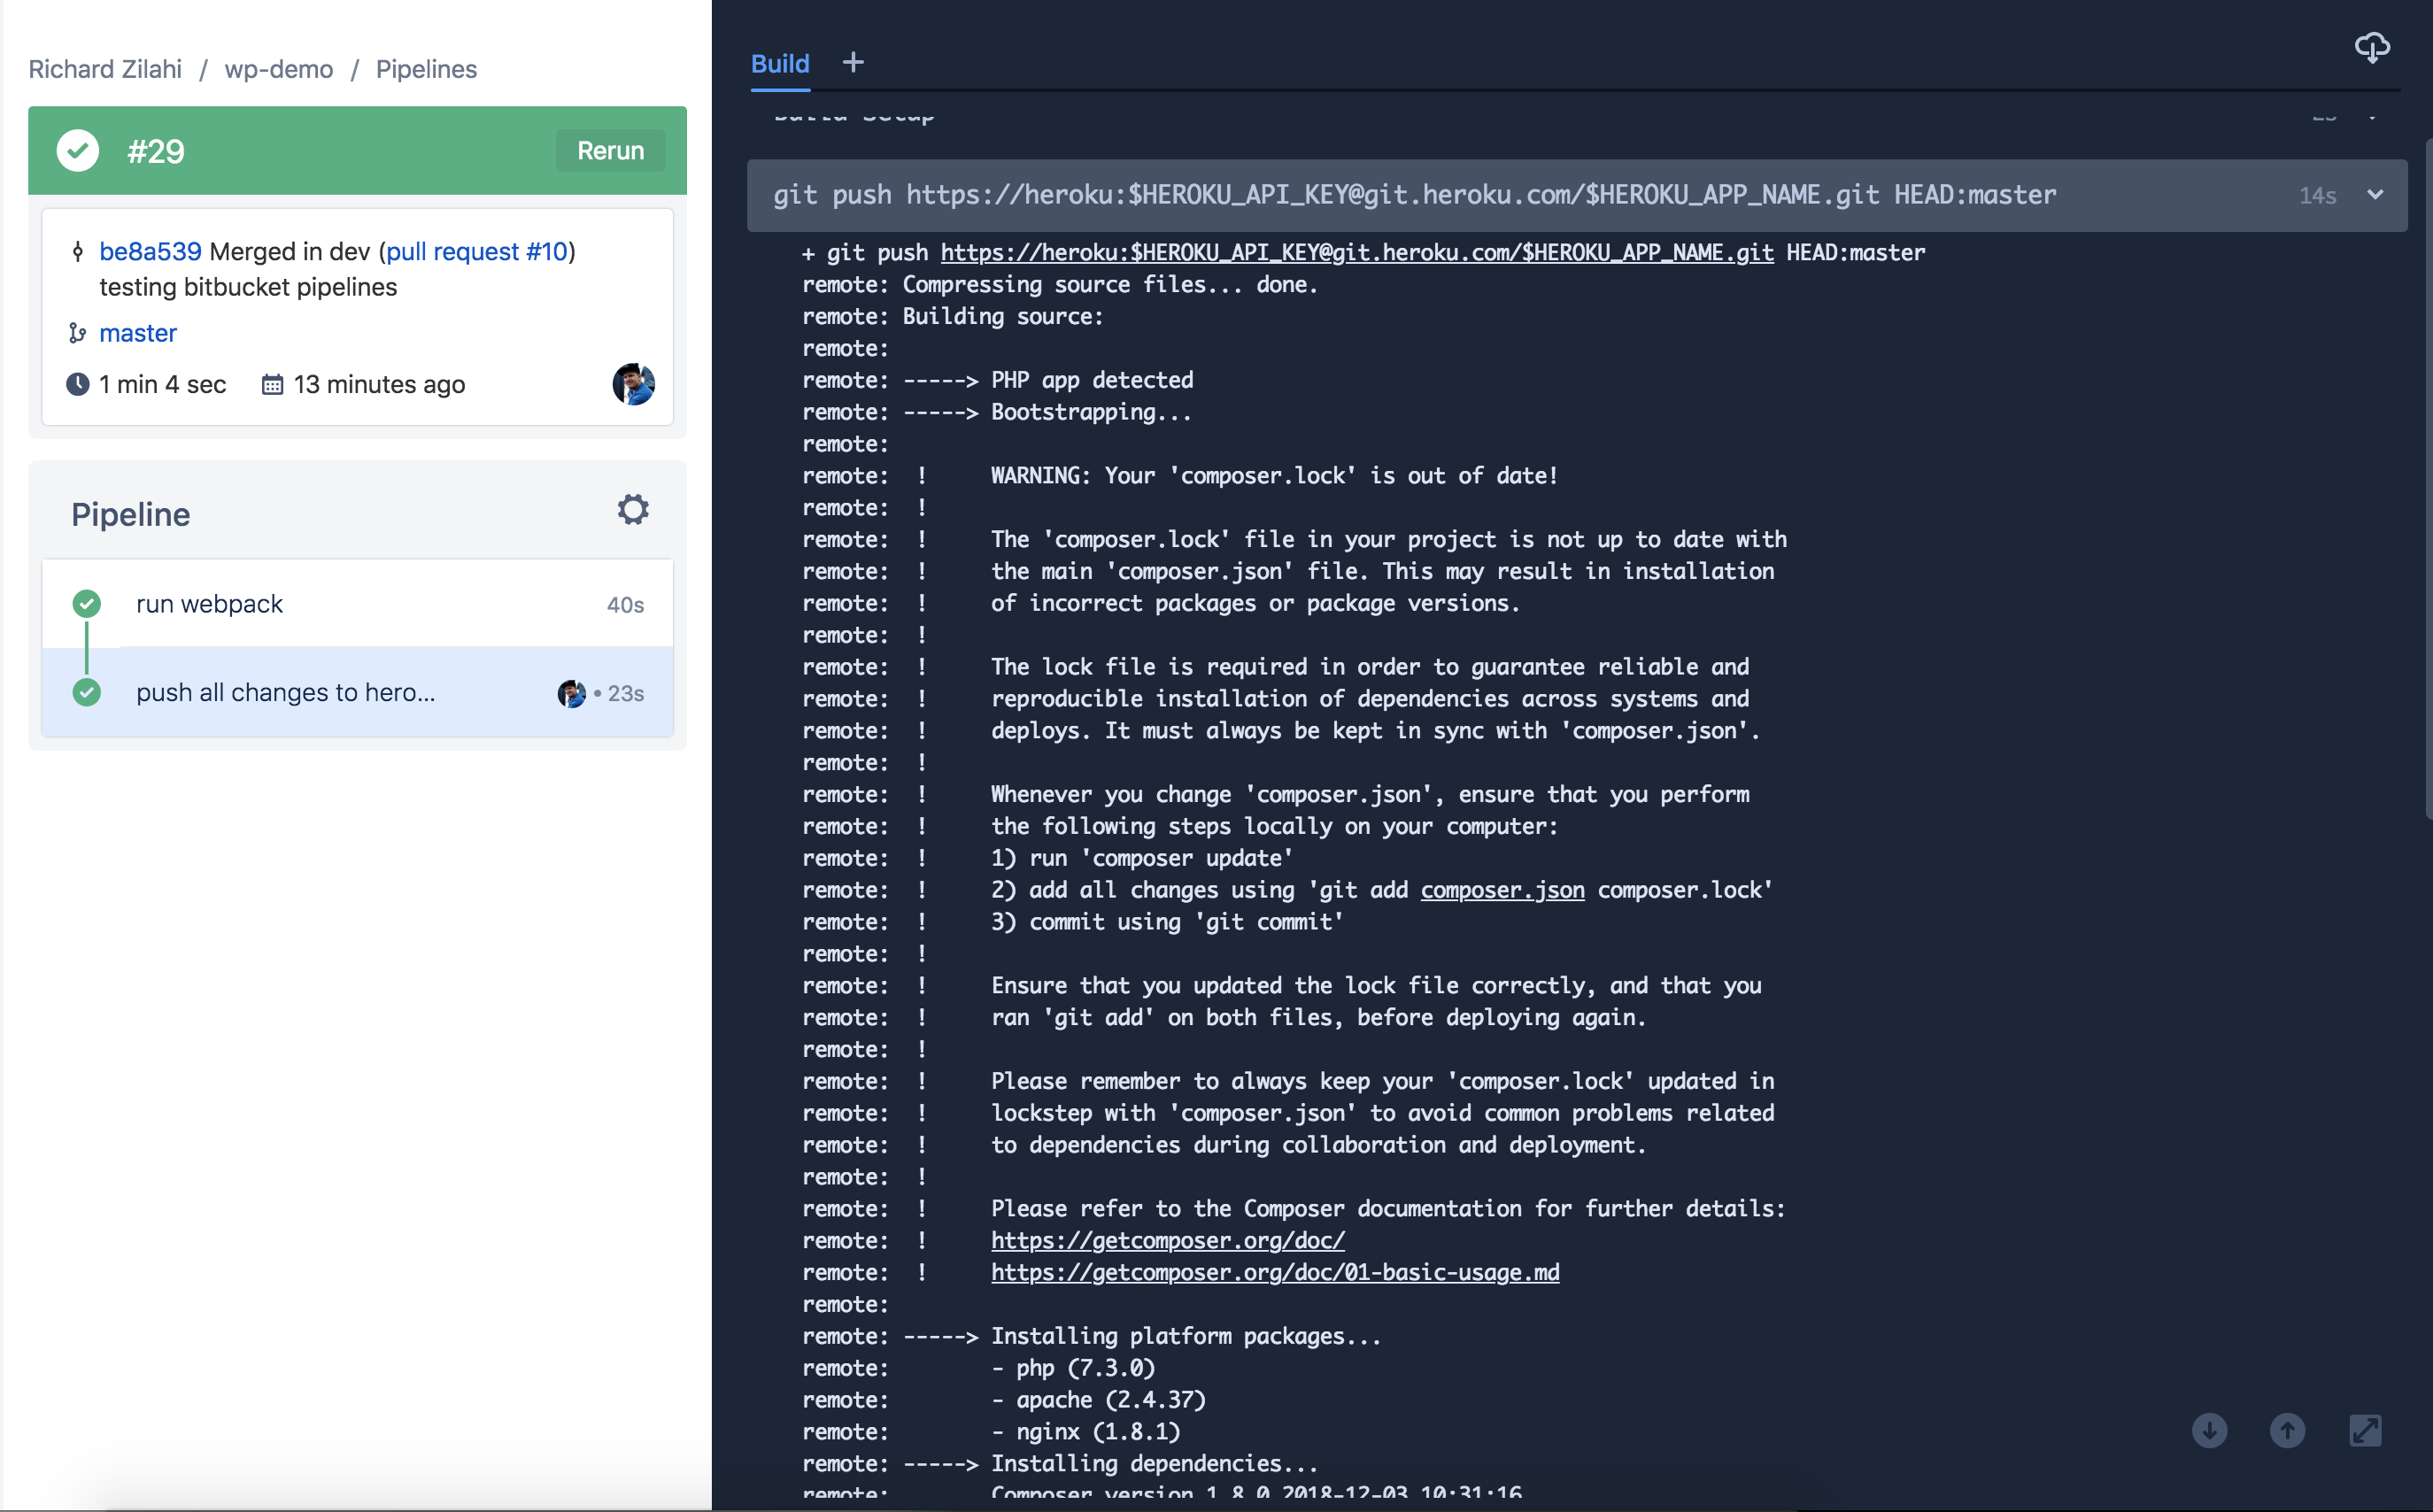 Richard Zilahi / wp-demo / Pipelines
#29
Rerun
be8a539 Merged in dev (pull request #10)
testing bitbucket pipelines
master
1 min 4 sec 13 minutes ago
Pipeline
run webpack 40s
push all changes to hero... • 23s
Build +
Build Setup 2s
git push https://heroku:$HEROKU_API_KEY@git.heroku.com/$HEROKU_APP_NAME.git HEAD:master 14s
+ git push https://heroku:$HEROKU_API_KEY@git.heroku.com/$HEROKU_APP_NAME.git HEAD:master
remote: Compressing source files... done.
remote: Building source:
remote:
remote: -----> PHP app detected
remote: -----> Bootstrapping...
remote:
remote:  !     WARNING: Your 'composer.lock' is out of date!
remote:  !
remote:  !     The 'composer.lock' file in your project is not up to date with
remote:  !     the main 'composer.json' file. This may result in installation
remote:  !     of incorrect packages or package versions.
remote:  !
remote:  !     The lock file is required in order to guarantee reliable and
remote:  !     reproducible installation of dependencies across systems and
remote:  !     deploys. It must always be kept in sync with 'composer.json'.
remote:  !
remote:  !     Whenever you change 'composer.json', ensure that you perform
remote:  !     the following steps locally on your computer:
remote:  !     1) run 'composer update'
remote:  !     2) add all changes using 'git add composer.json composer.lock'
remote:  !     3) commit using 'git commit'
remote:  !
remote:  !     Ensure that you updated the lock file correctly, and that you
remote:  !     ran 'git add' on both files, before deploying again.
remote:  !
remote:  !     Please remember to always keep your 'composer.lock' updated in
remote:  !     lockstep with 'composer.json' to avoid common problems related
remote:  !     to dependencies during collaboration and deployment.
remote:  !
remote:  !     Please refer to the Composer documentation for further details:
remote:  !     https://getcomposer.org/doc/
remote:  !     https://getcomposer.org/doc/01-basic-usage.md
remote:
remote: -----> Installing platform packages...
remote:        - php (7.3.0)
remote:        - apache (2.4.37)
remote:        - nginx (1.8.1)
remote: -----> Installing dependencies...
remote:        Composer version 1.8.0 2018-12-03 10:31:16